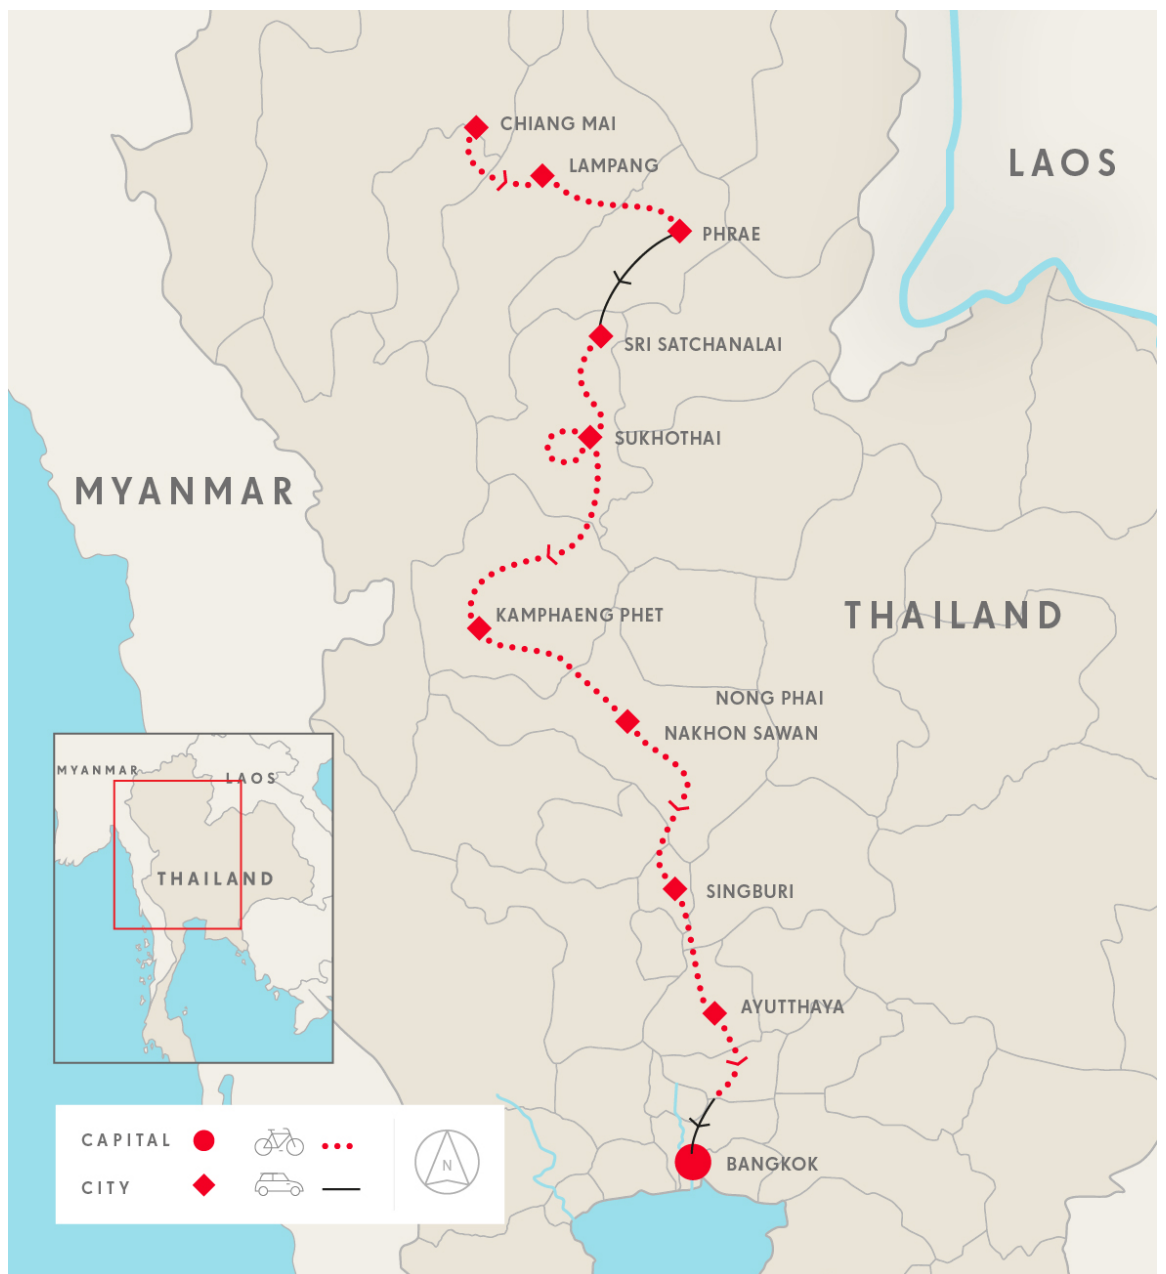 CHIANG MAI
LAOS
LAMPANG
PHRAE
SRI SATCHANALAI
SUKHOTHAI
MYANMAR
KAMPHAENG PHET
THAILAND
NONG PHAI
NAKHON SAWAN
MYANMAR
LAOS
THAILAND
SINGBURI
AYUTTHAYA
CAPITAL
CITY
N
BANGKOK